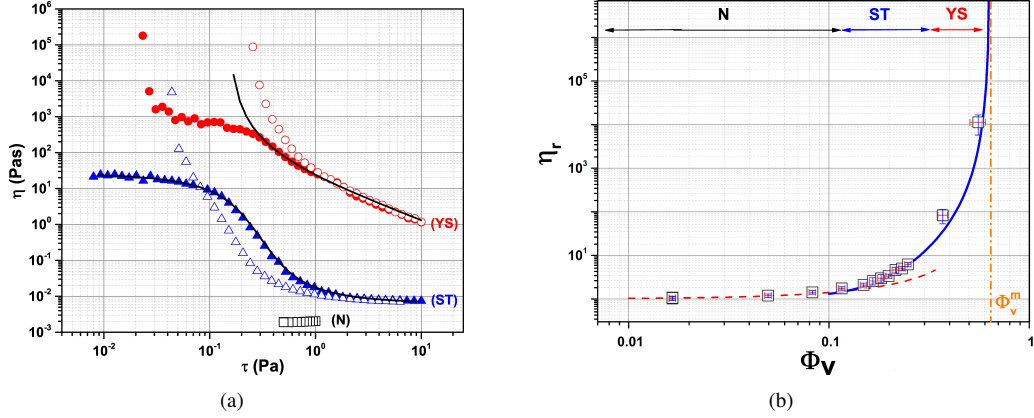 10^6
10^5
10^4
10^3
10^2
10^1
10^0
10^-1
10^-2
10^-3
η (Pas)
(YS)
(ST)
(N)
10^-2 10^-1 10^0 10^1
τ (Pa)
(a)
N ST YS
10^5
10^3
10^1
η_r
Φ_v^m
0.01 0.1 1
Φ_V
(b)